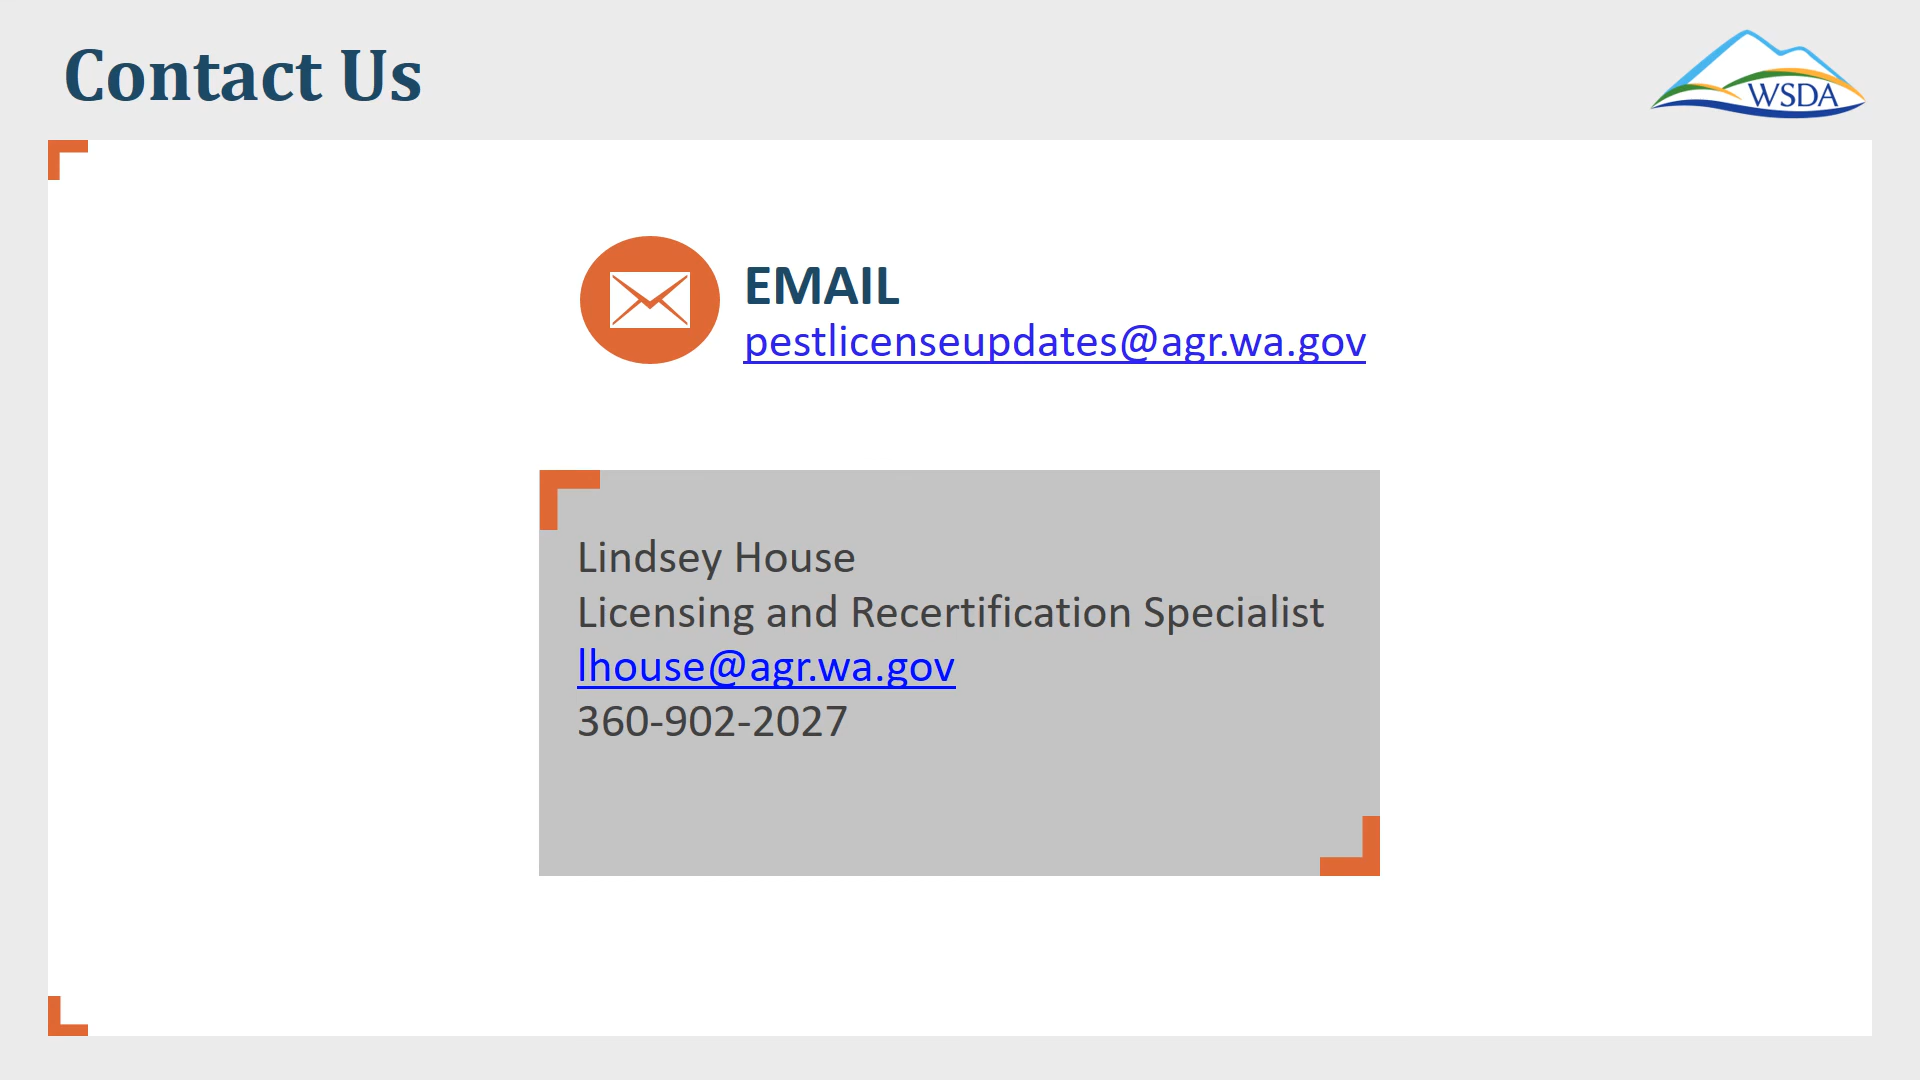 Contact Us
WSDA
EMAIL
pestlicenseupdates@agr.wa.gov
Lindsey House
Licensing and Recertification Specialist
lhouse@agr.wa.gov
360-902-2027